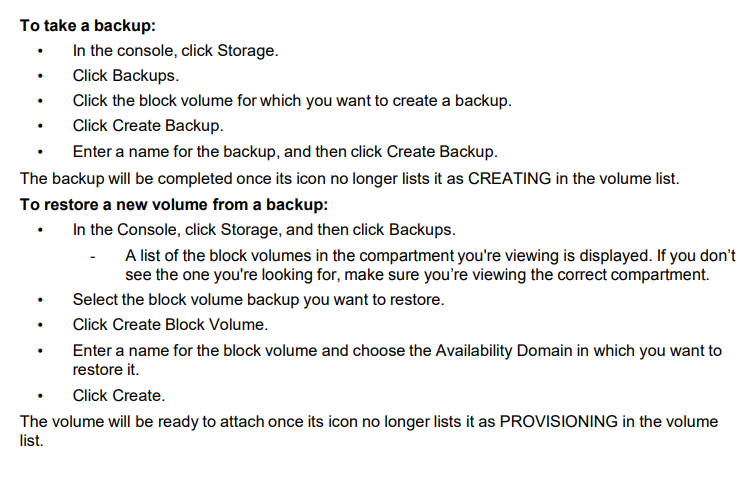 To take a backup:
• In the console, click Storage.
• Click Backups.
• Click the block volume for which you want to create a backup.
• Click Create Backup.
• Enter a name for the backup, and then click Create Backup.
The backup will be completed once its icon no longer lists it as CREATING in the volume list.
To restore a new volume from a backup:
• In the Console, click Storage, and then click Backups.
- A list of the block volumes in the compartment you're viewing is displayed. If you don’t
see the one you're looking for, make sure you’re viewing the correct compartment.
• Select the block volume backup you want to restore.
• Click Create Block Volume.
• Enter a name for the block volume and choose the Availability Domain in which you want to
restore it.
• Click Create.
The volume will be ready to attach once its icon no longer lists it as PROVISIONING in the volume
list.